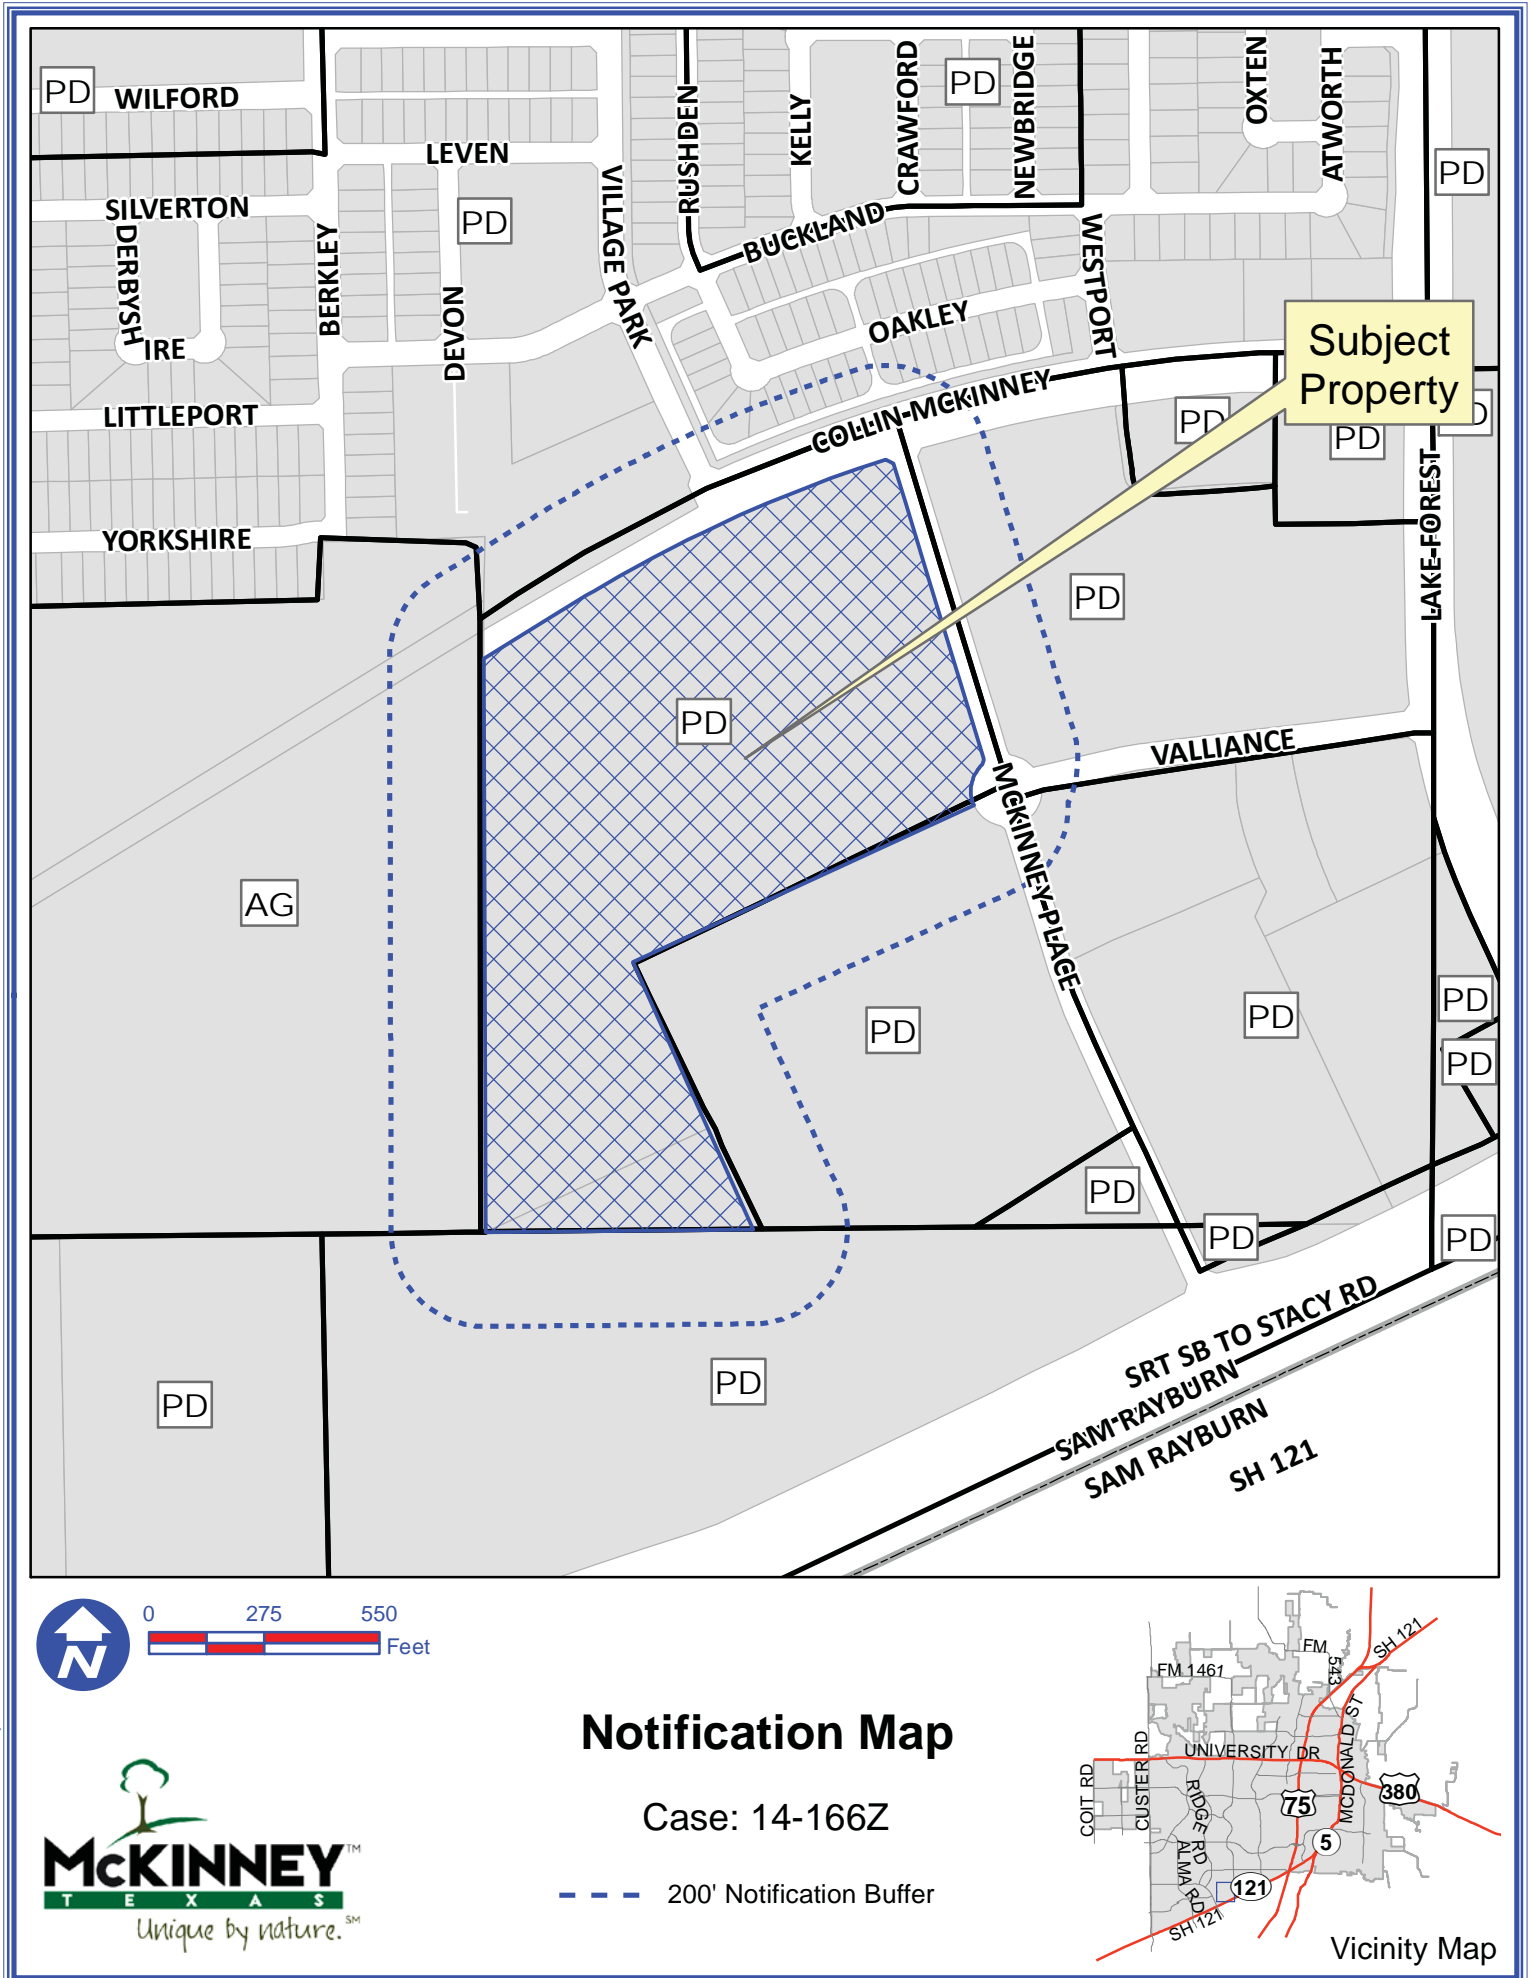 PD
WILFORD
LEVEN
SILVERTON
DERBYSH
IRE
BERKLEY
DEVON
PD
LITTLEPORT
YORKSHIRE
VILLAGE PARK
RUSHDEN
KELLY
CRAWFORD
PD
NEWBRIDGE
OXTEN
ATWORTH
PD
BUCKLAND
OAKLEY
WESTPORT
COLLIN-MCKINNEY
Subject
Property
PD
PD
D
LAKE-FOREST
PD
PD
VALLIANCE
MCKINNEY-PLACE
AG
PD
PD
PD
PD
PD
PD
PD
PD
PD
SRT SB TO STACY RD
SAM-RAYBURN
SAM RAYBURN
SH 121
N
0 275 550
Feet
Notification Map
Case: 14-166Z
200' Notification Buffer
McKINNEY™
TEXAS
Unique by nature.℠
FM 1461
FM
543
SH 121
UNIVERSITY DR
MCDONALD ST
COIT RD
CUSTER RD
RIDGE RD
ALMA RD
75
380
5
121
SH 121
Vicinity Map